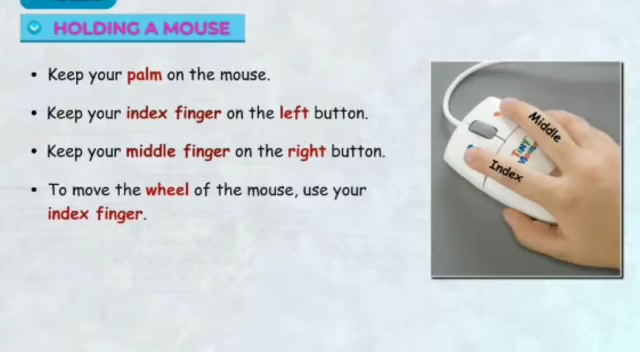 HOLDING A MOUSE
• Keep your palm on the mouse.
• Keep your index finger on the left button.
• Keep your middle finger on the right button.
• To move the wheel of the mouse, use your
index finger.
Middle
Index